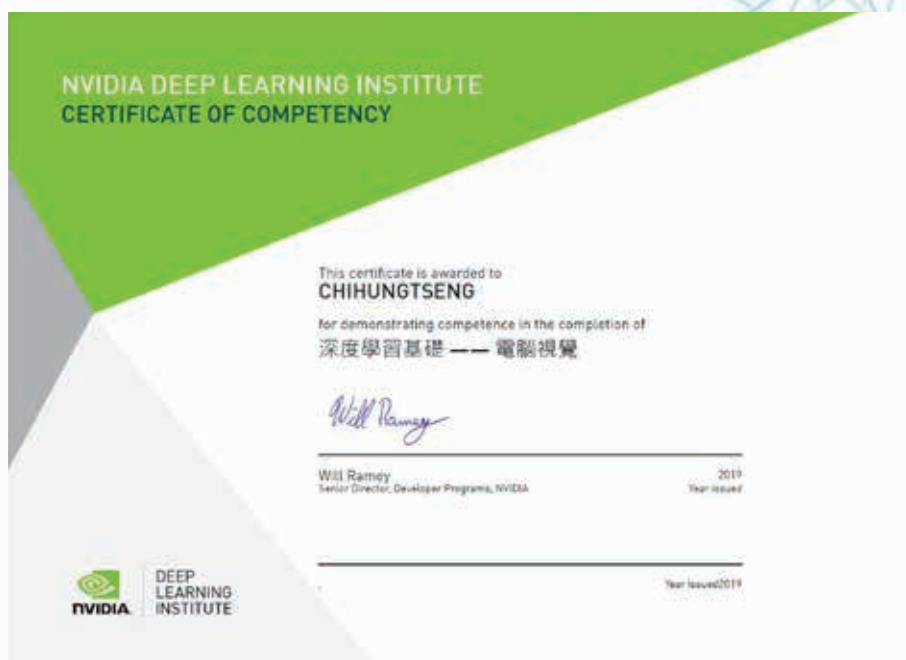 NVIDIA DEEP LEARNING INSTITUTE
CERTIFICATE OF COMPETENCY
This certificate is awarded to
CHIHUNGTSENG
for demonstrating competence in the completion of
深度學習基礎 —— 電腦視覺
Will Ramey
Will Ramey
2019
Senior Director, Developer Programs, NVIDIA
Year issued
Year Issued2019
NVIDIA
DEEP
LEARNING
INSTITUTE